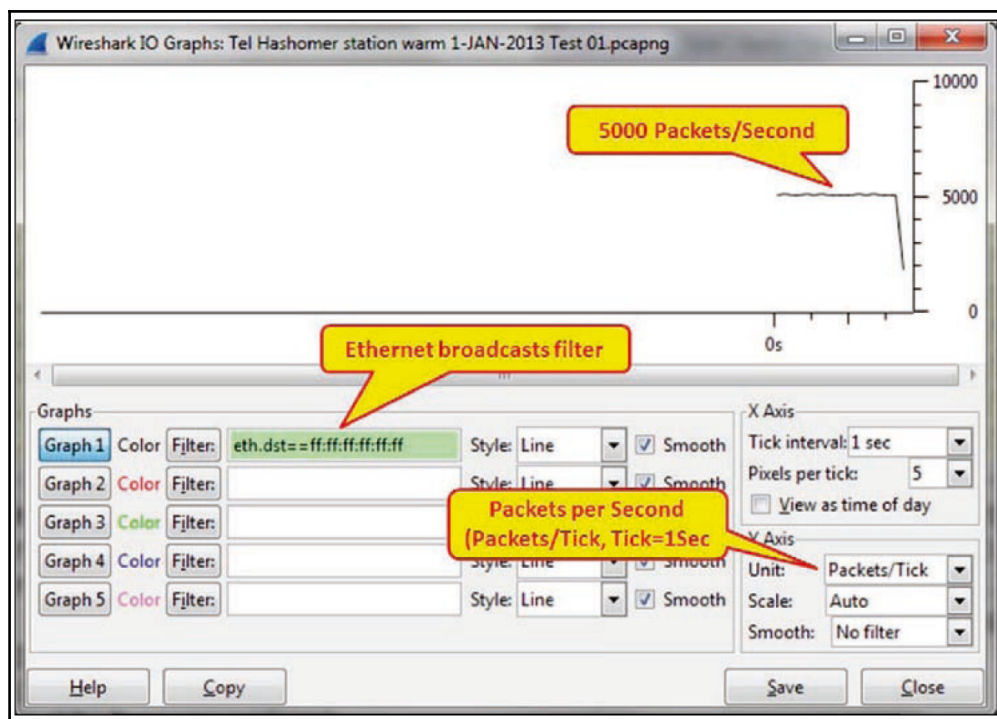 Wireshark IO Graphs: Tel Hashomer station warm 1-JAN-2013 Test 01.pcapng
10000
5000 Packets/Second
5000
0
0s
Ethernet broadcasts filter
Graphs
Graph 1 Color Filter: eth.dst==ff:ff:ff:ff:ff:ff Style: Line Smooth
Graph 2 Color Filter: Style: Line Smooth
Graph 3 Color Filter:
Graph 4 Color Filter: Style: Line Smooth
Graph 5 Color Filter: Style: Line Smooth
Packets per Second
(Packets/Tick, Tick=1Sec
X Axis
Tick interval: 1 sec
Pixels per tick: 5
View as time of day
Y Axis
Unit: Packets/Tick
Scale: Auto
Smooth: No filter
Help Copy Save Close